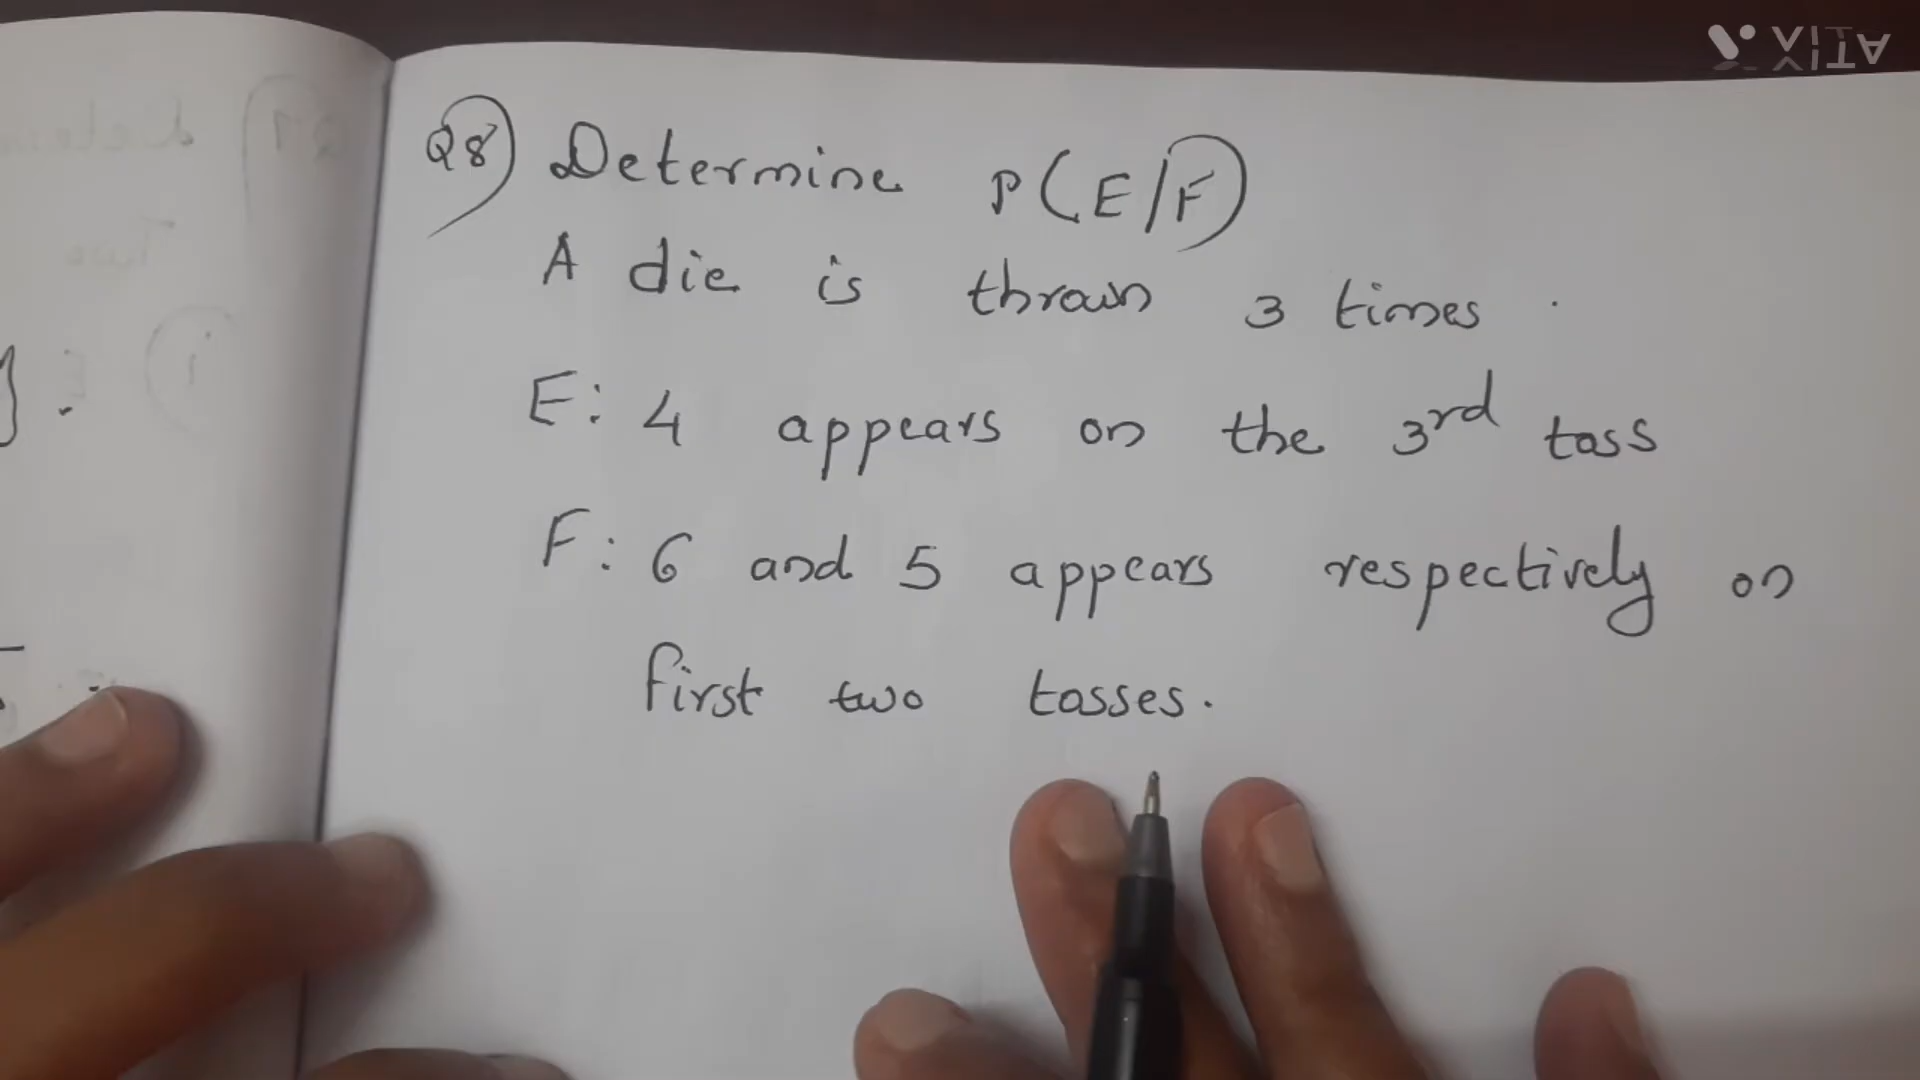 VITA
Q8) Determine P(E/F)
A die is thrown 3 times.
E: 4 appears on the 3rd toss
F: 6 and 5 appears respectively on
first two tosses.